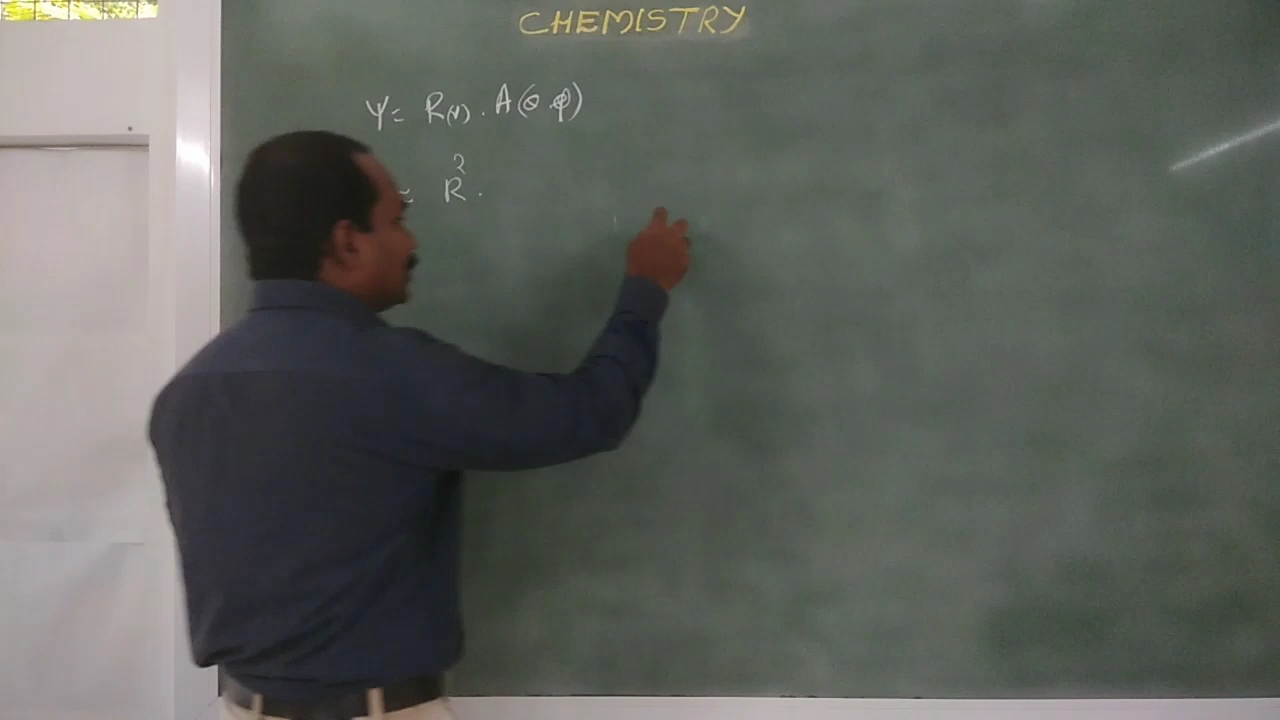 CHEMISTRY
Ψ = R(r) . A(θ φ)
= R² .